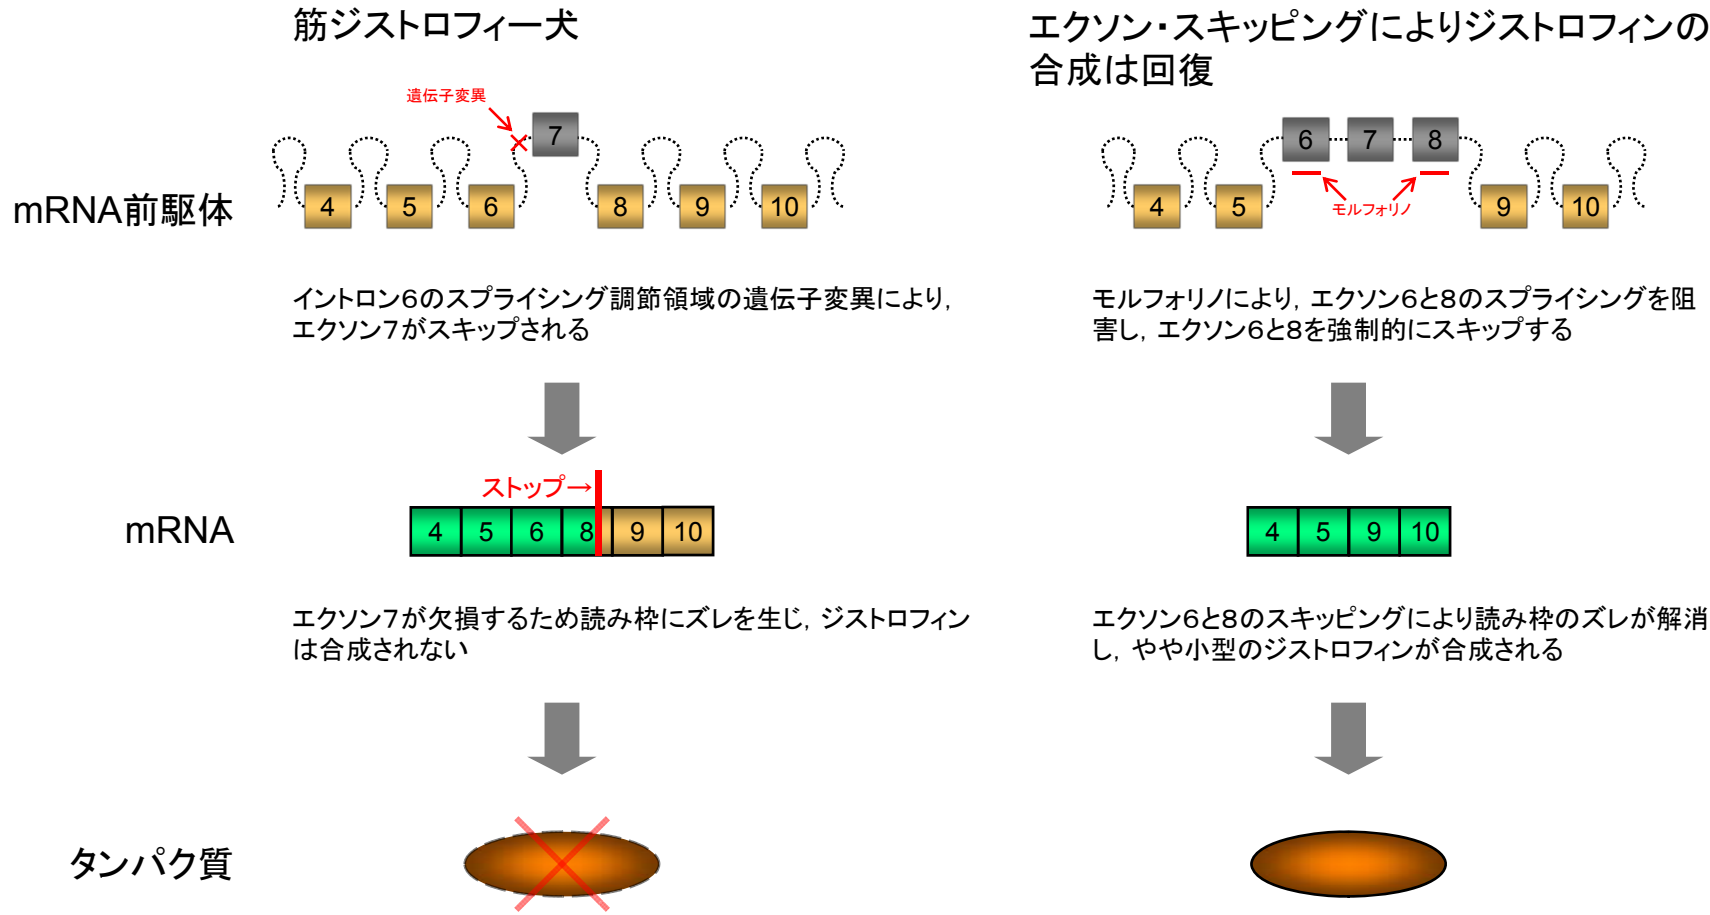 筋ジストロフィー犬
エクソン・スキッピングによりジストロフィンの
合成は回復
遺伝子変異
7
6 7 8
mRNA前駆体
4 5 6 8 9 10
4 5 9 10
モルフォリノ
イントロン６のスプライシング調節領域の遺伝子変異により,
エクソン７がスキップされる
モルフォリノにより, エクソン６と８のスプライシングを阻
害し, エクソン６と８を強制的にスキップする
ストップ→
mRNA
4 5 6 8 9 10
4 5 9 10
エクソン７が欠損するため読み枠にズレを生じ, ジストロフィン
は合成されない
エクソン６と８のスキッピングにより読み枠のズレが解消
し, やや小型のジストロフィンが合成される
タンパク質